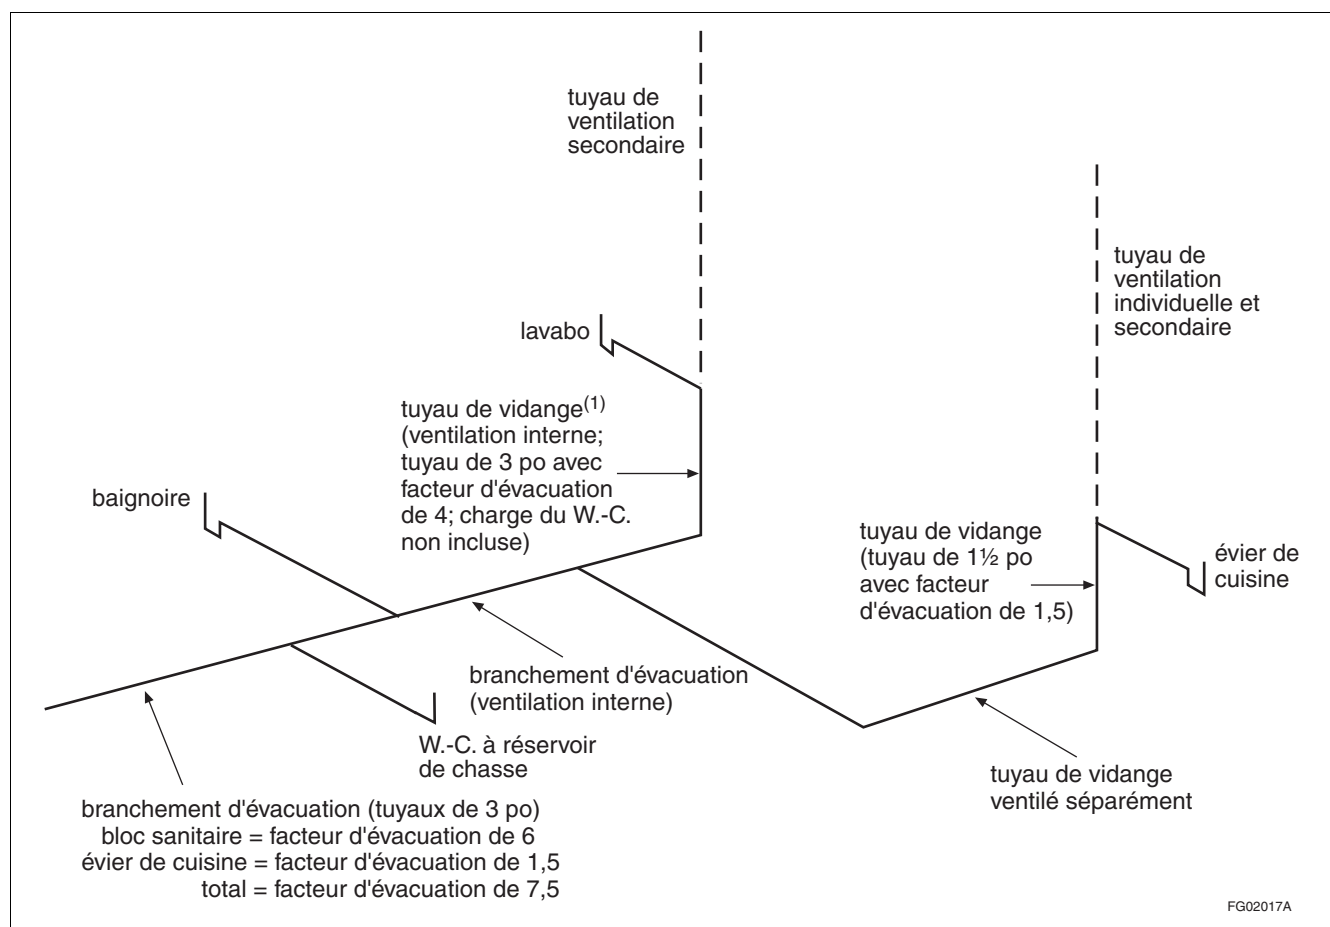 tuyau de
ventilation
secondaire
tuyau de
ventilation
individuelle et
secondaire
lavabo
tuyau de vidange(1)
(ventilation interne;
tuyau de 3 po avec
facteur d'évacuation
de 4; charge du W.-C.
non incluse)
baignoire
tuyau de vidange
(tuyau de 1½ po
avec facteur
d'évacuation de 1,5)
évier de
cuisine
branchement d'évacuation
(ventilation interne)
W.-C. à réservoir
de chasse
tuyau de vidange
ventilé séparément
branchement d'évacuation (tuyaux de 3 po)
bloc sanitaire = facteur d'évacuation de 6
évier de cuisine = facteur d'évacuation de 1,5
total = facteur d'évacuation de 7,5
FG02017A